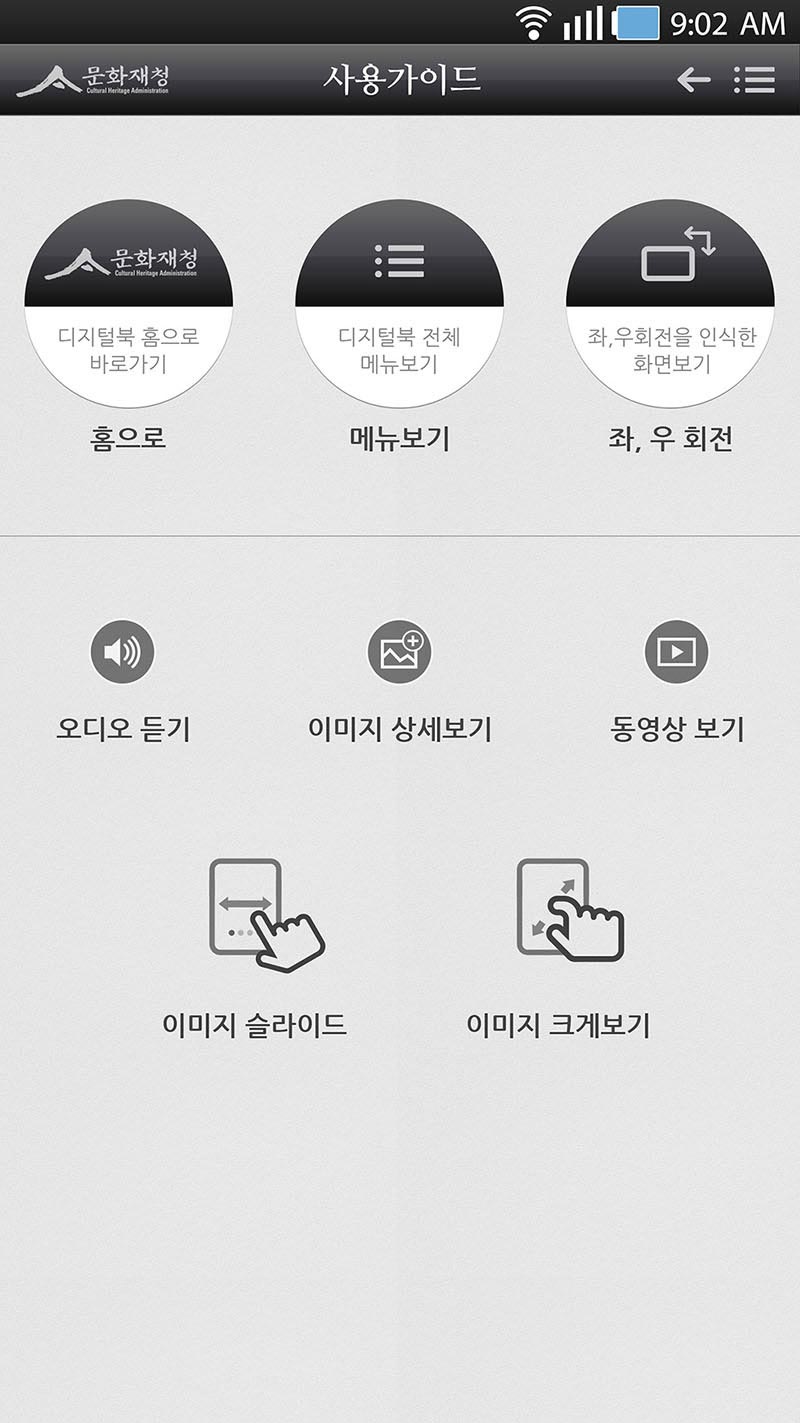 9:02 AM
문화재청
Cultural Heritage Administration
사용가이드
문화재청
Cultural Heritage Administration
디지털북 홈으로
바로가기
홈으로
디지털북 전체
메뉴보기
메뉴보기
좌,우회전을 인식한
화면보기
좌, 우 회전
오디오 듣기
이미지 상세보기
동영상 보기
이미지 슬라이드
이미지 크게보기